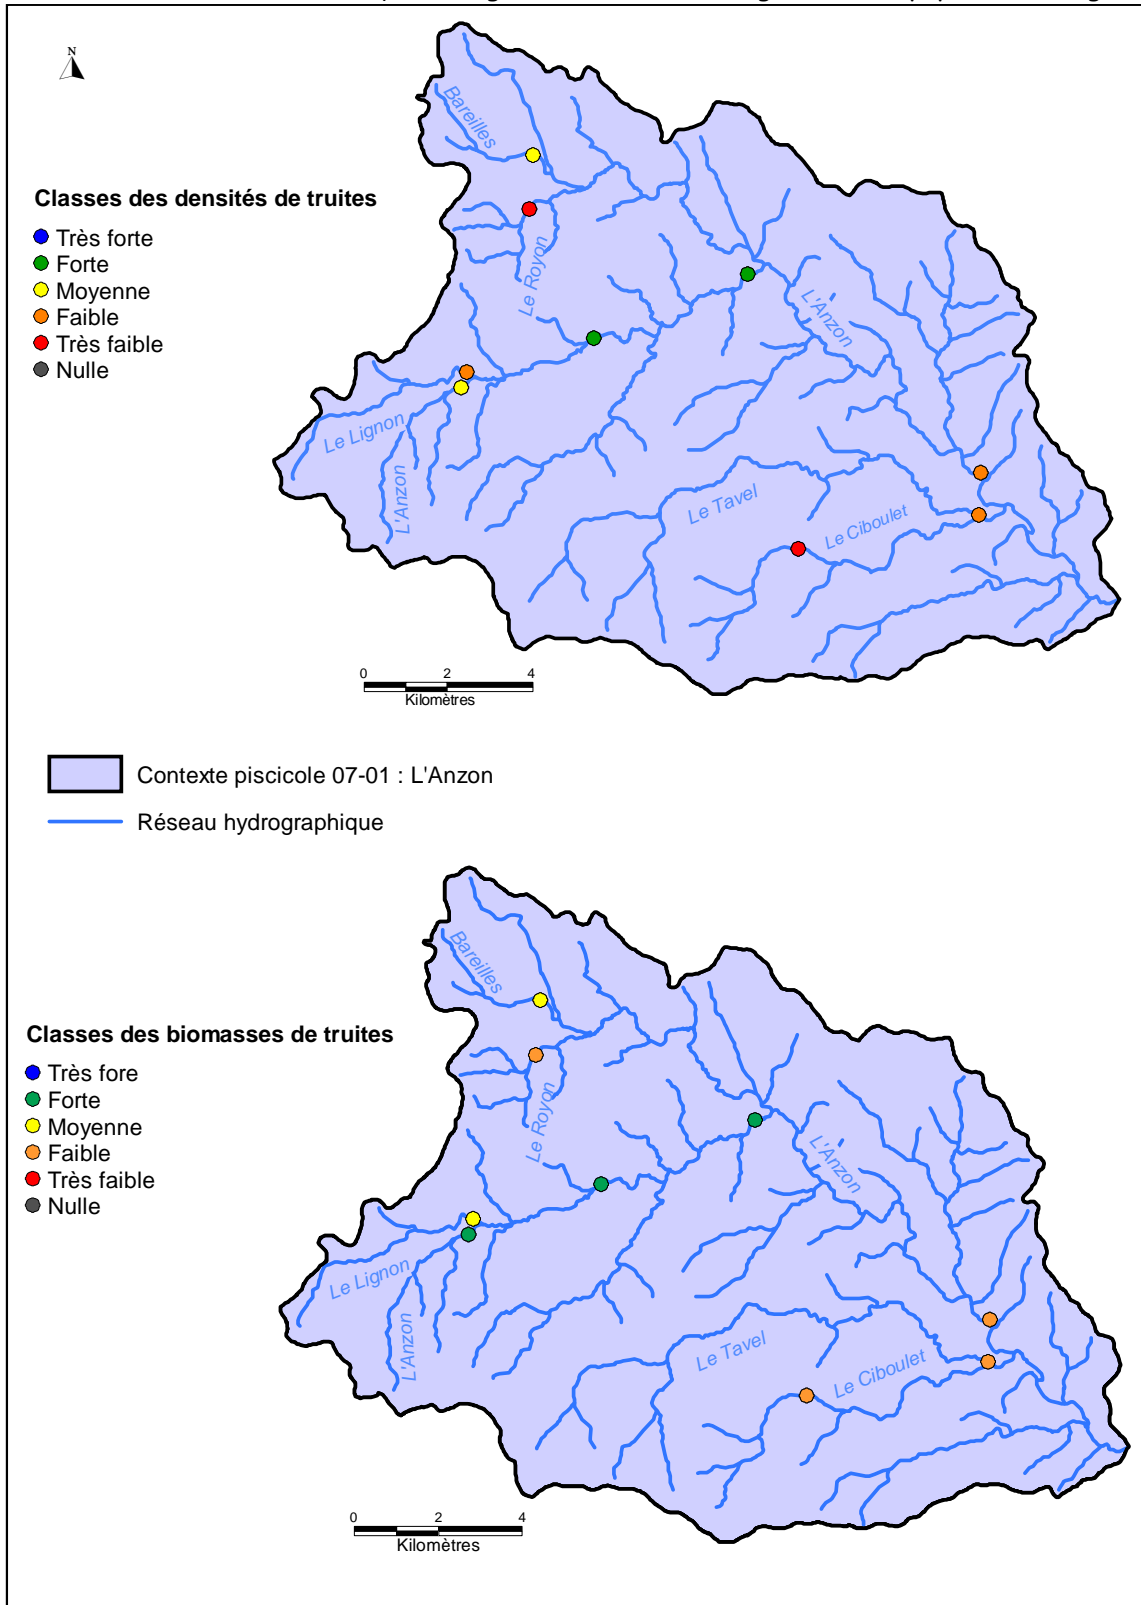 N
Bareilles
Classes des densités de truites
Très forte
Forte
Moyenne
Faible
Très faible
Nulle
Le Royon
L'Anzon
Le Lignon
L'Anzon
Le Tavel
Le Ciboulet
0 2 4
Kilomètres
Contexte piscicole 07-01 : L'Anzon
Réseau hydrographique
Bareilles
Classes des biomasses de truites
Très fore
Forte
Moyenne
Faible
Très faible
Nulle
Le Royon
L'Anzon
Le Lignon
L'Anzon
Le Tavel
Le Ciboulet
0 2 4
Kilomètres